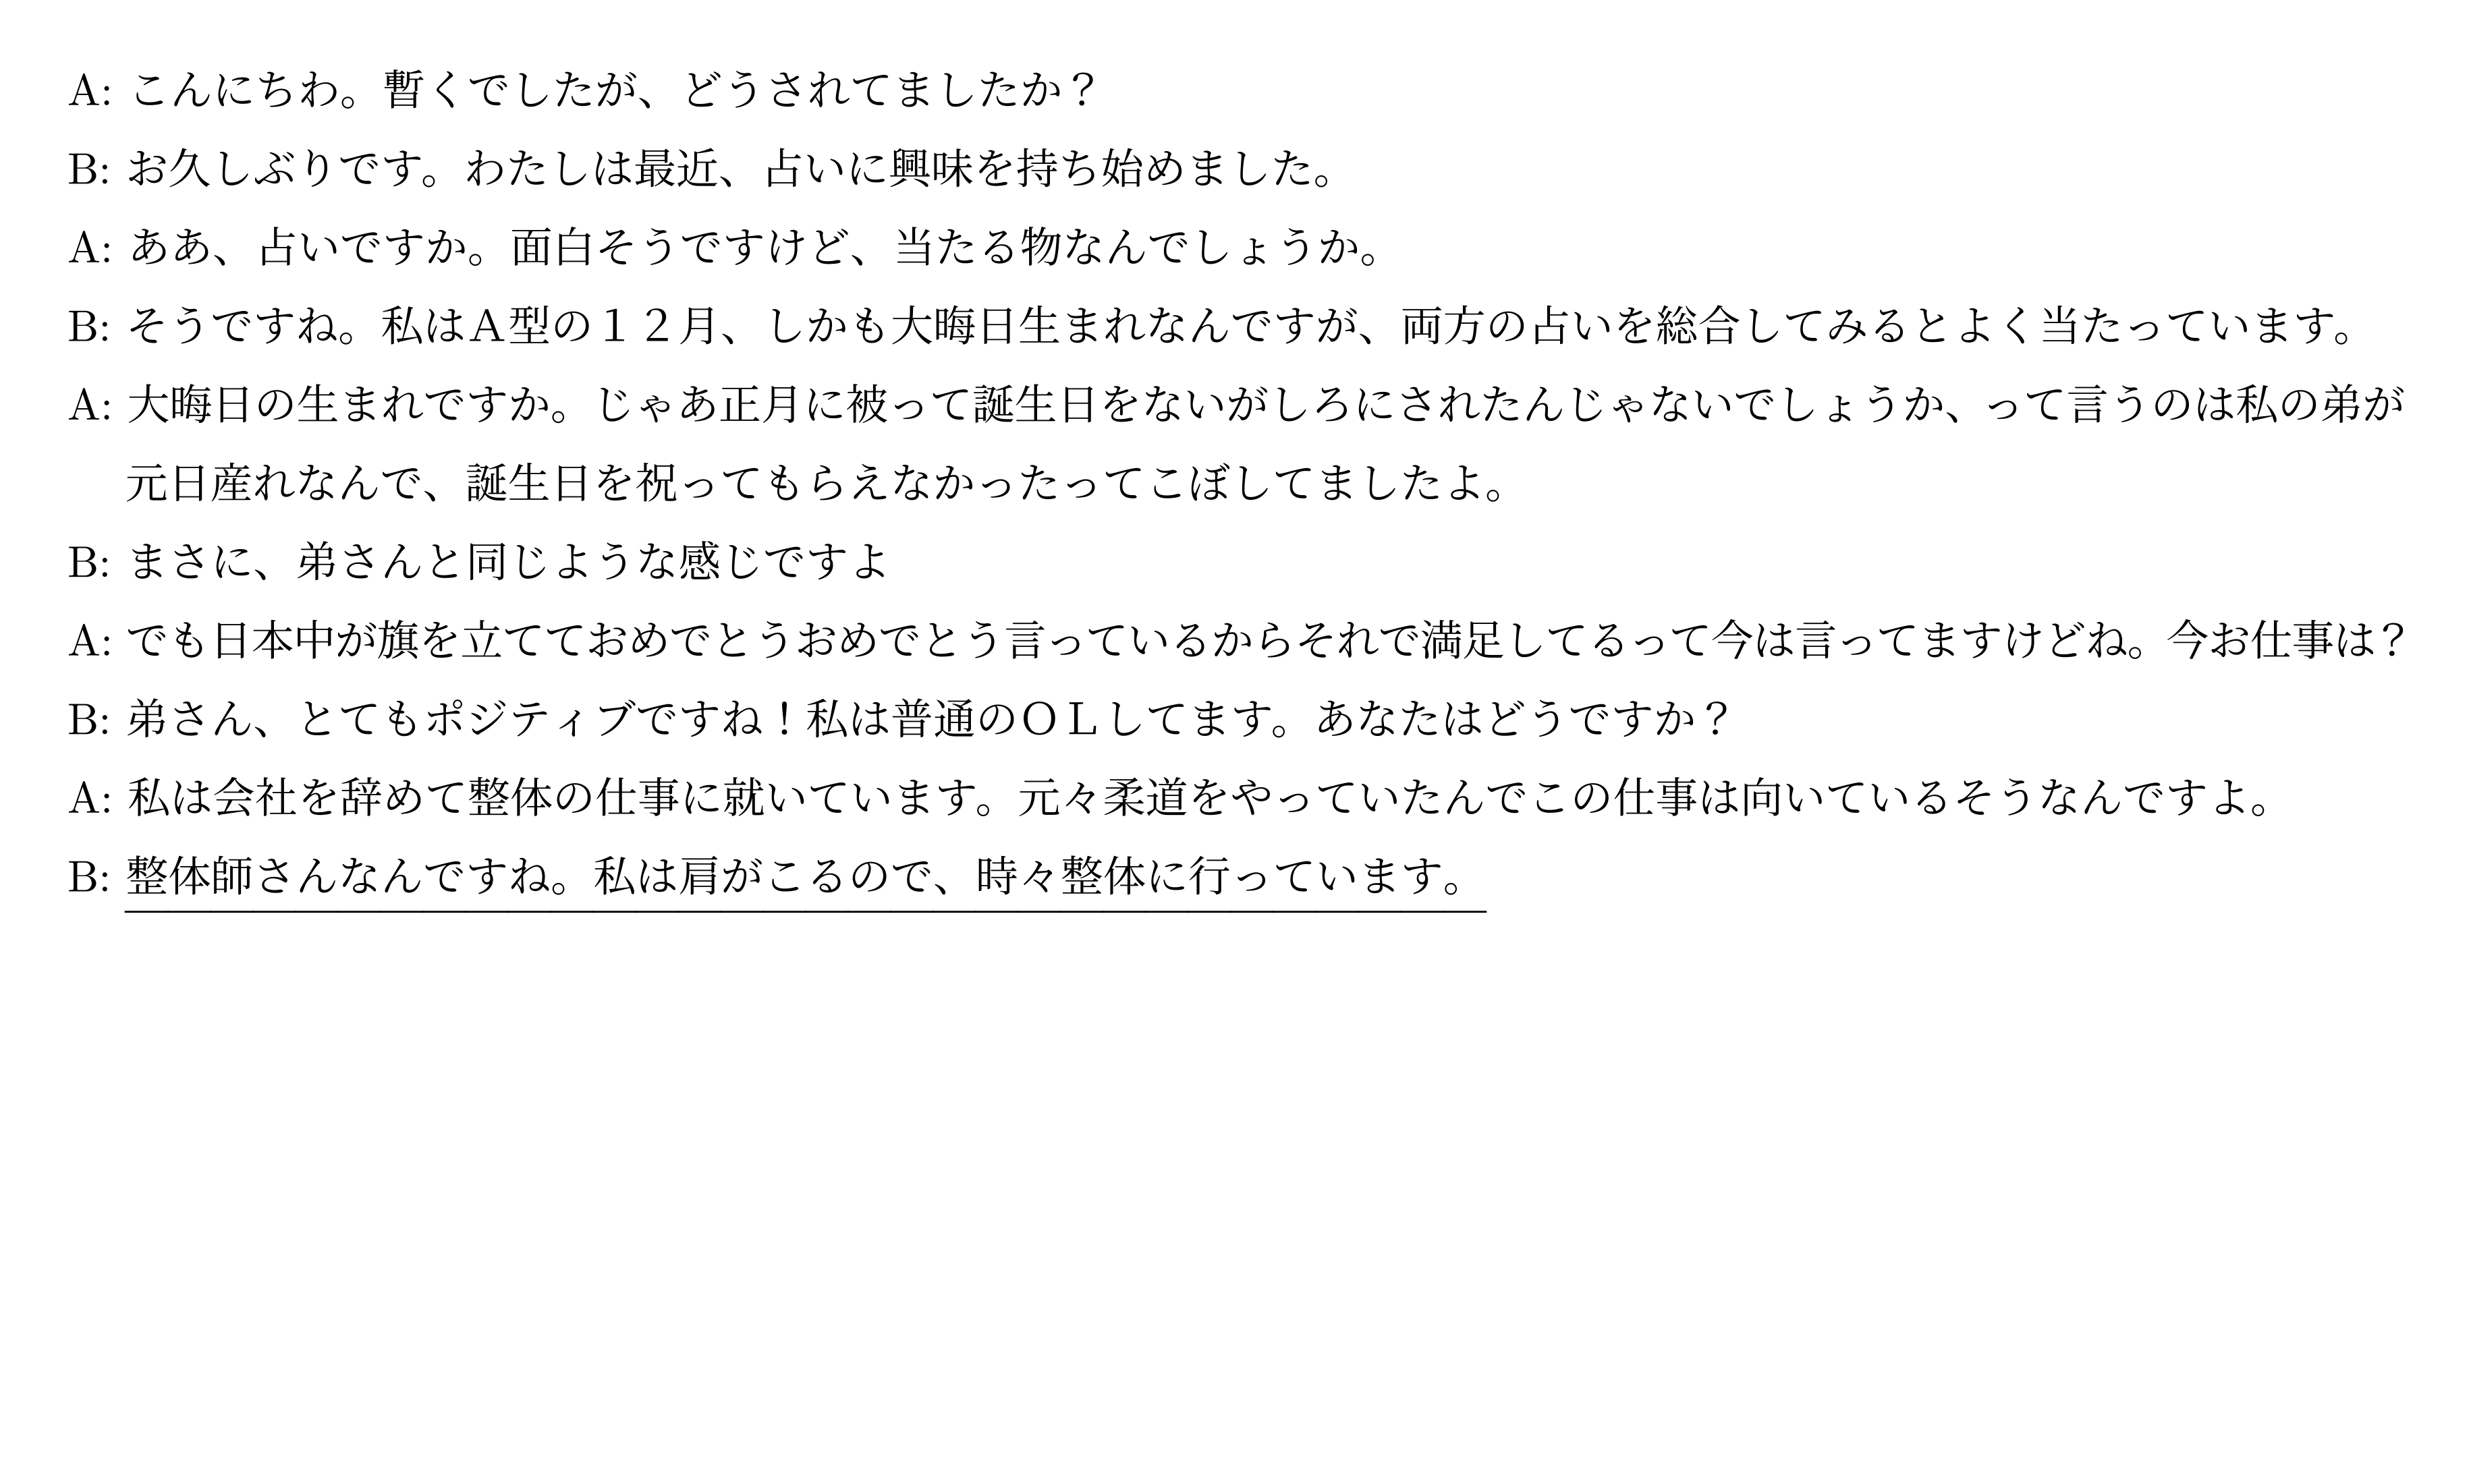 A: こんにちわ。暫くでしたが、どうされてましたか？
B: お久しぶりです。わたしは最近、占いに興味を持ち始めました。
A: ああ、占いですか。面白そうですけど、当たる物なんでしょうか。
B: そうですね。私はＡ型の１２月、しかも大晦日生まれなんですが、両方の占いを総合してみるとよく当たっています。
A: 大晦日の生まれですか。じゃあ正月に被って誕生日をないがしろにされたんじゃないでしょうか、って言うのは私の弟が
元日産れなんで、誕生日を祝ってもらえなかったってこぼしてましたよ。
B: まさに、弟さんと同じような感じですよ
A: でも日本中が旗を立てておめでとうおめでとう言っているからそれで満足してるって今は言ってますけどね。今お仕事は？
B: 弟さん、とてもポジティブですね！私は普通のＯＬしてます。あなたはどうですか？
A: 私は会社を辞めて整体の仕事に就いています。元々柔道をやっていたんでこの仕事は向いているそうなんですよ。
B: 整体師さんなんですね。私は肩がこるので、時々整体に行っています。